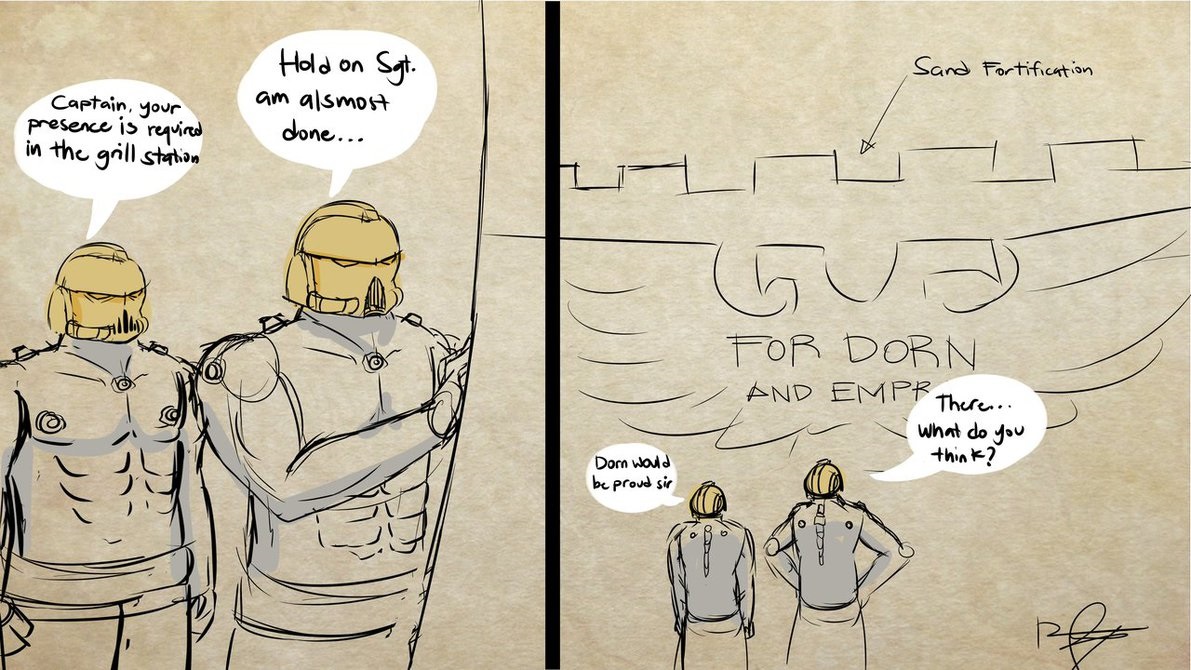 Captain, your
presence is required
in the grill station
Hold on Sgt.
am alsmost
done...
Sand Fortification
FOR DORN
AND EMPR
There...
What do you
think?
Dorn would
be proud sir